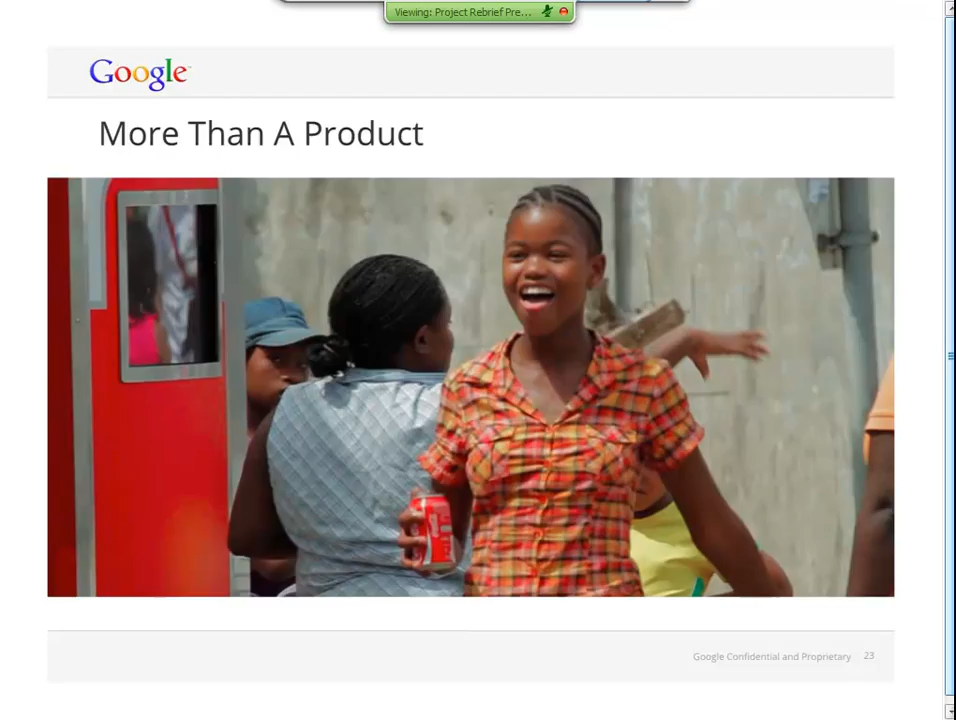 Viewing: Project Rebrief Pre...
Google
More Than A Product
Google Confidential and Proprietary 23